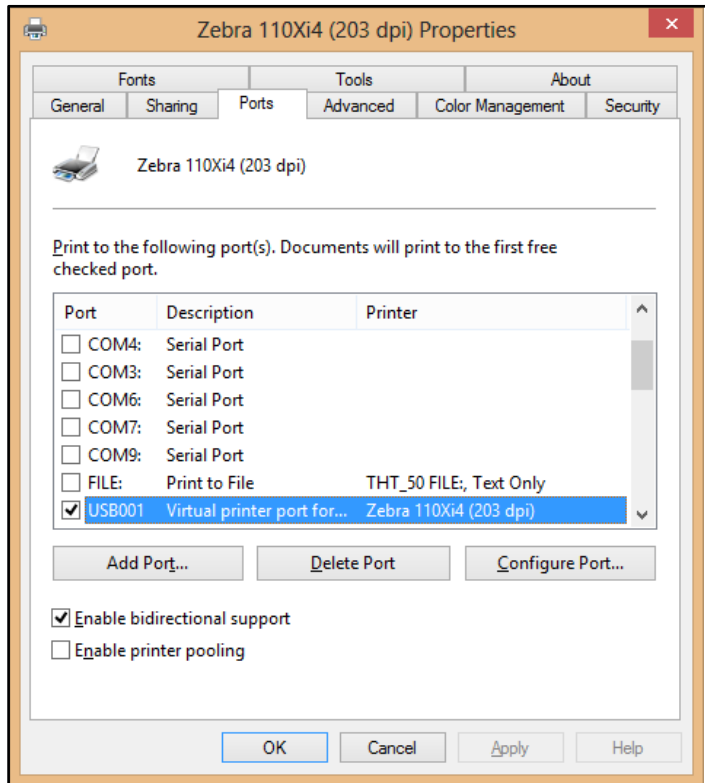 Zebra 110Xi4 (203 dpi) Properties
Fonts Tools About
General Sharing Ports Advanced Color Management Security
Zebra 110Xi4 (203 dpi)
Print to the following port(s). Documents will print to the first free
checked port.
Port Description Printer
COM4: Serial Port
COM3: Serial Port
COM6: Serial Port
COM7: Serial Port
COM9: Serial Port
FILE: Print to File THT_50 FILE:, Text Only
USB001 Virtual printer port for... Zebra 110Xi4 (203 dpi)
Add Port... Delete Port Configure Port...
Enable bidirectional support
Enable printer pooling
OK Cancel Apply Help